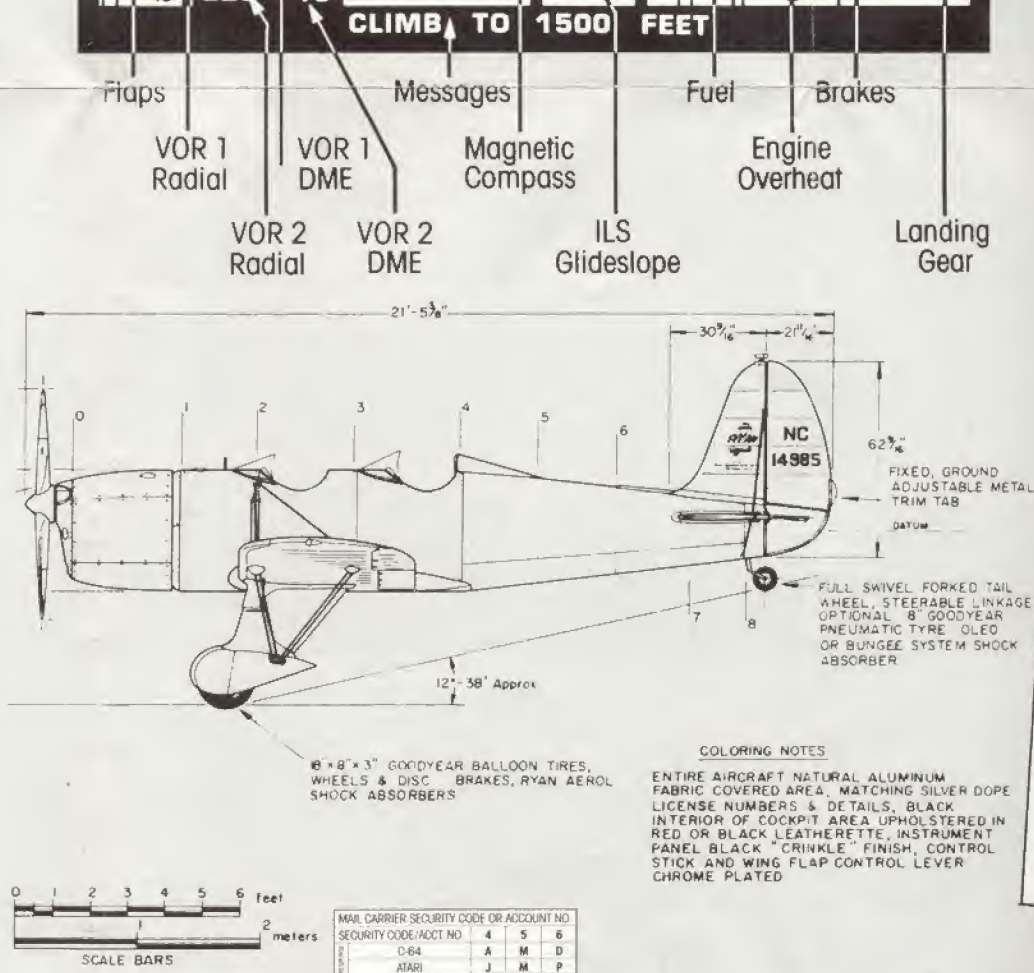 CLIMB TO 1500 FEET
Flaps
Messages
Fuel
Brakes
VOR 1
Radial
VOR 1
DME
Magnetic
Compass
Engine
Overheat
VOR 2
Radial
VOR 2
DME
ILS
Glideslope
Landing
Gear
21'-5 3/8"
30 9/16"
21 11/16"
0 1 2 3 4 5 6
NC
14985
62 9/16"
FIXED, GROUND
ADJUSTABLE METAL
TRIM TAB
DATUM
FULL SWIVEL FORKED TAIL
WHEEL, STEERABLE LINKAGE
OPTIONAL 8" GOODYEAR
PNEUMATIC TYRE OLEO
OR BUNGEE SYSTEM SHOCK
ABSORBER
7 8
12°-38' Approx
18"x8"x3" GOODYEAR BALLOON TIRES,
WHEELS & DISC BRAKES, RYAN AEROL
SHOCK ABSORBERS
COLORING NOTES
ENTIRE AIRCRAFT NATURAL ALUMINUM
FABRIC COVERED AREA, MATCHING SILVER DOPE
LICENSE NUMBERS & DETAILS, BLACK
INTERIOR OF COCKPIT AREA UPHOLSTERED IN
RED OR BLACK LEATHERETTE, INSTRUMENT
PANEL BLACK "CRINKLE" FINISH, CONTROL
STICK AND WING FLAP CONTROL LEVER
CHROME PLATED
0 1 2 3 4 5 6 feet
1 2 meters
SCALE BARS
MAIL CARRIER SECURITY CODE OR ACCOUNT NO
SECURITY CODE/ACCT NO 4 5 6
C-64 A M D
ATARI J M P